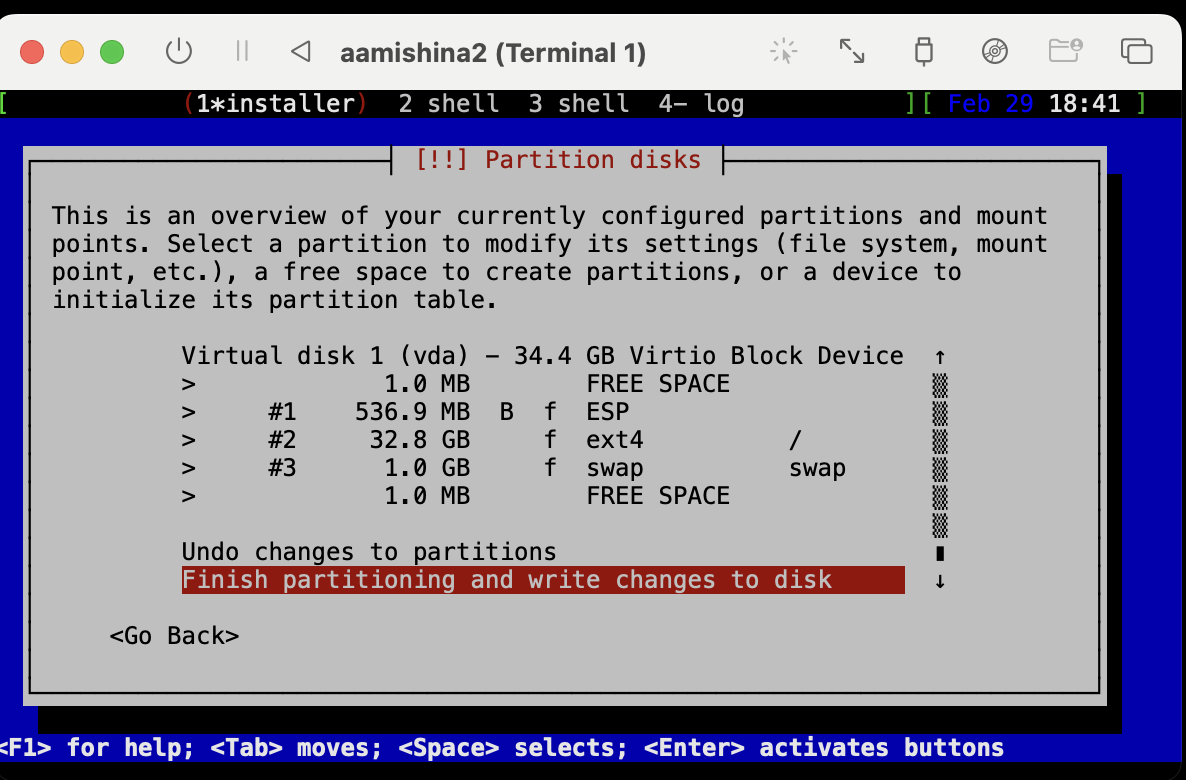 aamishina2 (Terminal 1)
[ (1*installer) 2 shell 3 shell 4- log ][ Feb 29 18:41 ]
[!!] Partition disks
This is an overview of your currently configured partitions and mount
points. Select a partition to modify its settings (file system, mount
point, etc.), a free space to create partitions, or a device to
initialize its partition table.
Virtual disk 1 (vda) - 34.4 GB Virtio Block Device ↑
> 1.0 MB FREE SPACE
> #1 536.9 MB B f ESP
> #2 32.8 GB f ext4 /
> #3 1.0 GB f swap swap
> 1.0 MB FREE SPACE
Undo changes to partitions
Finish partitioning and write changes to disk ↓
<Go Back>
<F1> for help; <Tab> moves; <Space> selects; <Enter> activates buttons